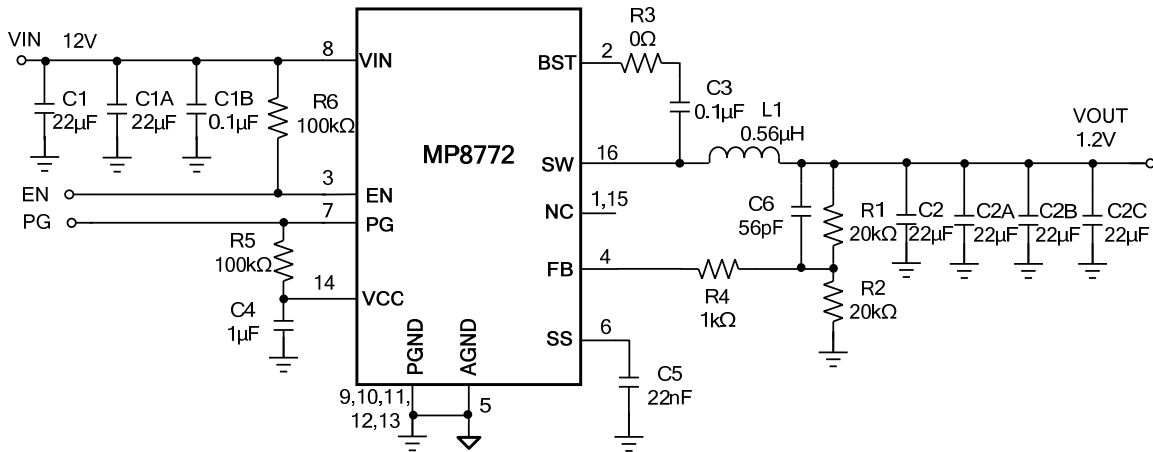 VIN 12V
C1
22µF
C1A
22µF
C1B
0.1µF
R6
100kΩ
EN
PG
R5
100kΩ
C4
1µF
8
3
7
14
VIN
EN
PG
VCC
MP8772
BST
SW
NC
FB
SS
PGND
AGND
9,10,11,
12,13
5
2
R3
0Ω
C3
0.1µF
L1
0.56µH
16
1,15
4
R4
1kΩ
6
C5
22nF
C6
56pF
R1
20kΩ
R2
20kΩ
C2
22µF
C2A
22µF
C2B
22µF
C2C
22µF
VOUT
1.2V